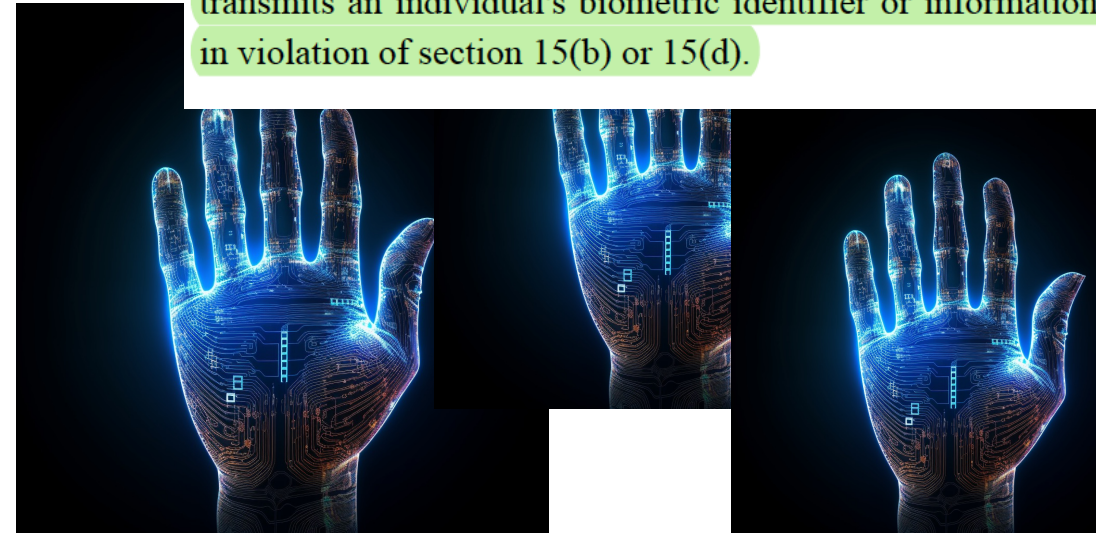 transmits an individual's biometric identifier or information
in violation of section 15(b) or 15(d).